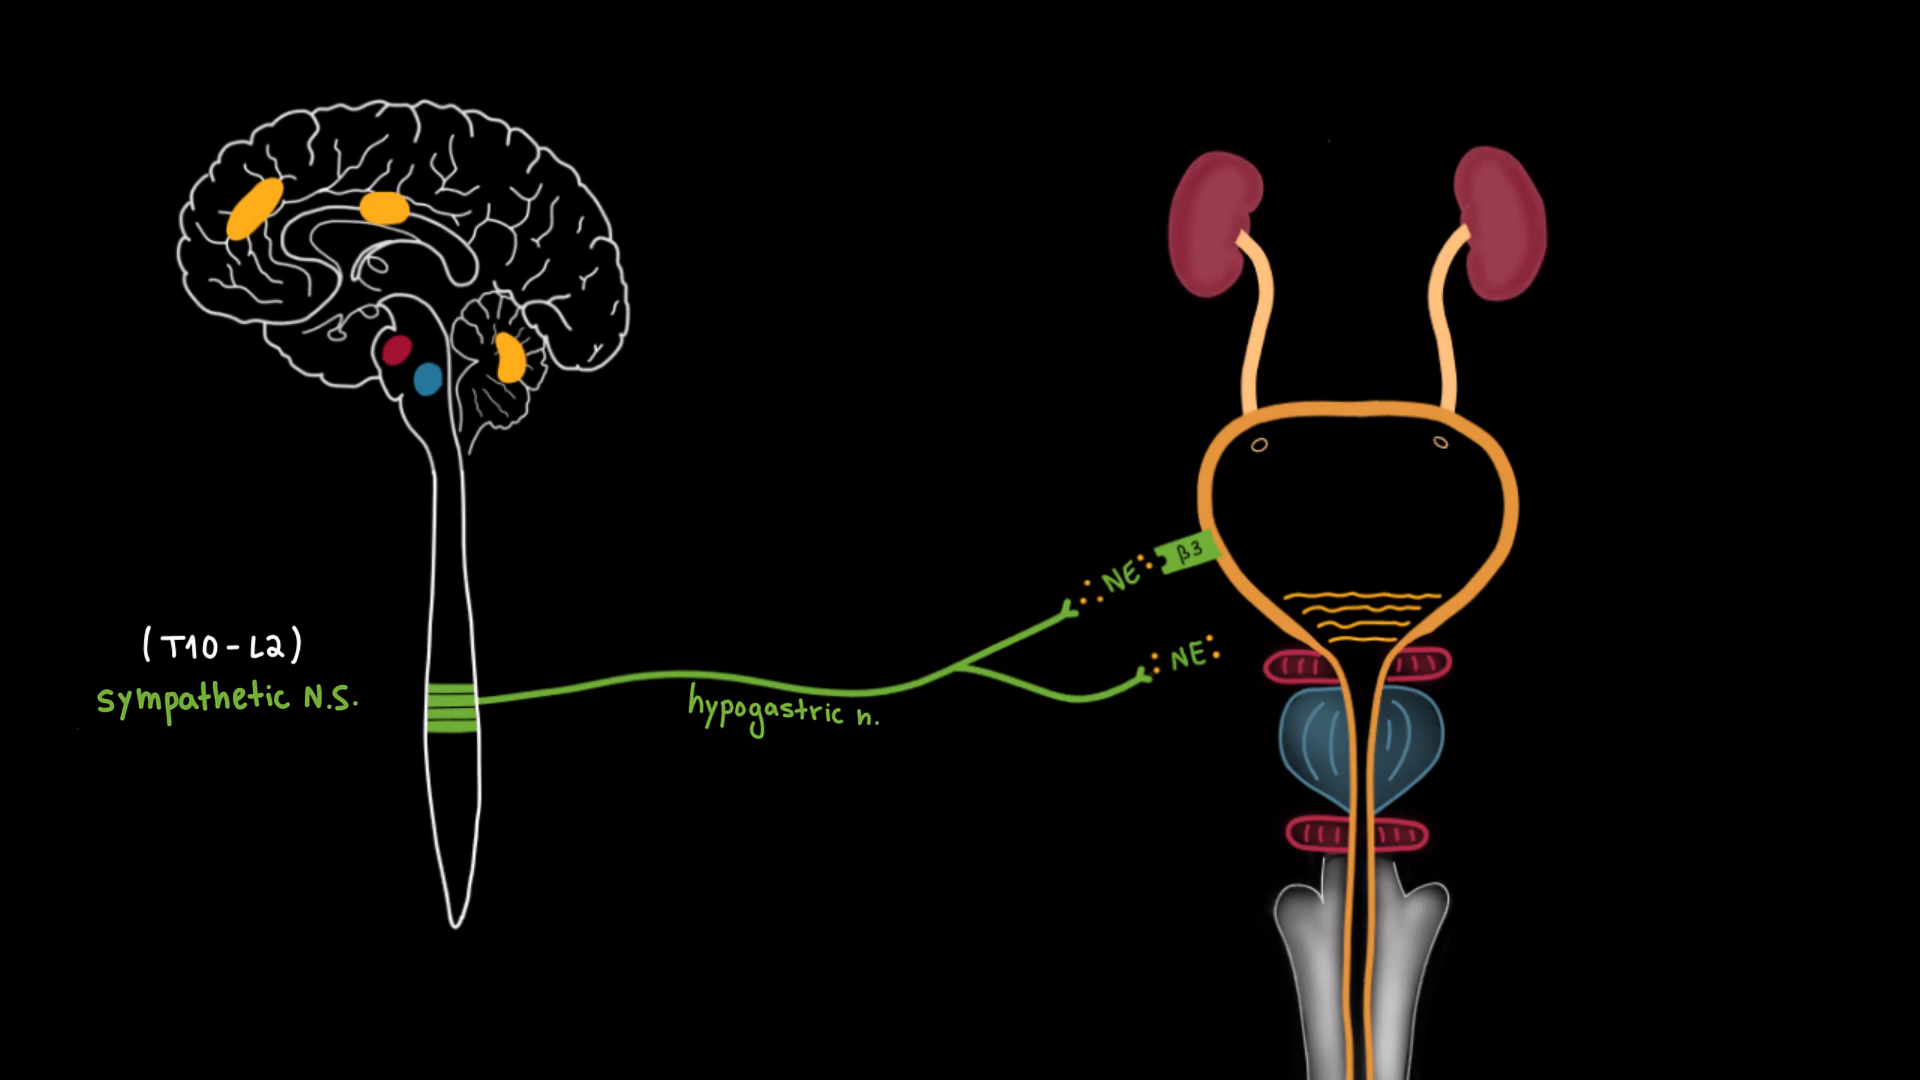 (T10-L2)
sympathetic N.S.
hypogastric n.
NE
β3
NE